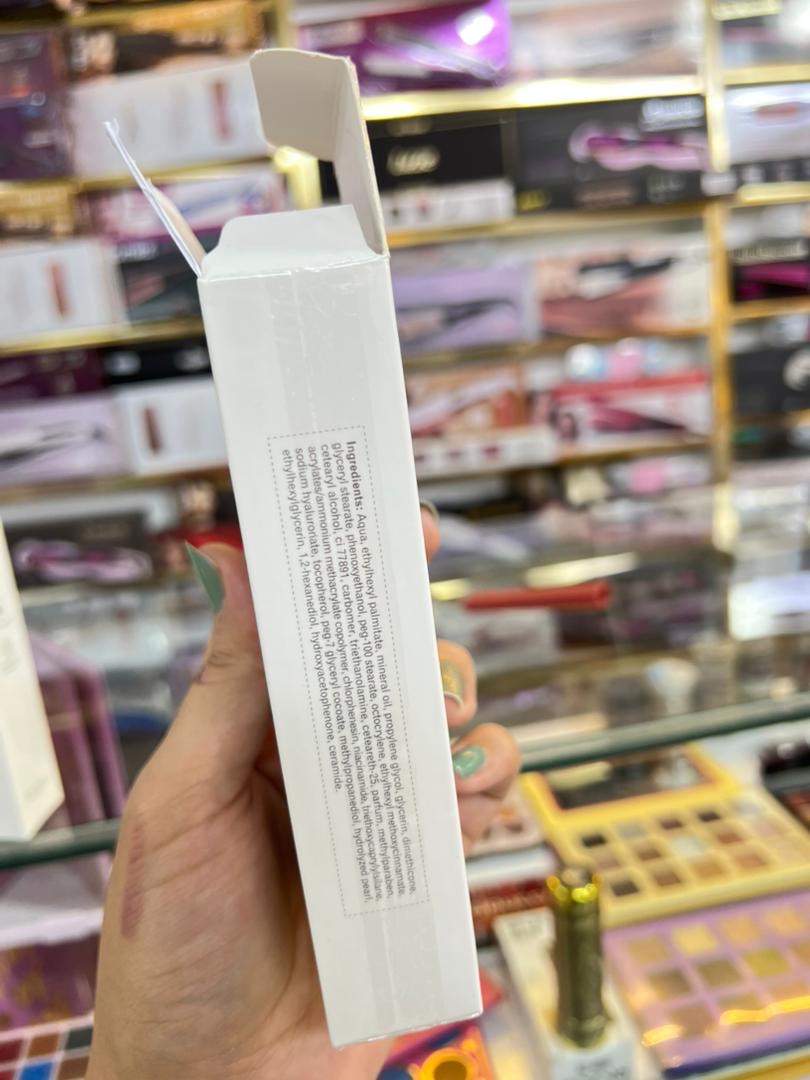 Ingredients: Aqua, ethylhexyl palmitate, mineral oil, propylene glycol, glycerin, dimethicone,
glyceryl stearate, phenoxyethanol, peg-100 stearate, octocrylene, ethylhexyl methoxycinnamate,
cetearyl alcohol, ci 77891, carbomer, triethanolamine, ceteareth-25, parfum, methylparaben,
acrylates/ammonium methacrylate copolymer, chlorphenesin, niacinamide, triethoxycaprylylsilane,
sodium hyaluroriate, tocopherol, peg-7 glyceryl cocoate, methylpropanediol, hydrolyzed pearl,
ethylhexylglycerin, 1,2-hexanediol, hydroxyacetophenone, ceramide.